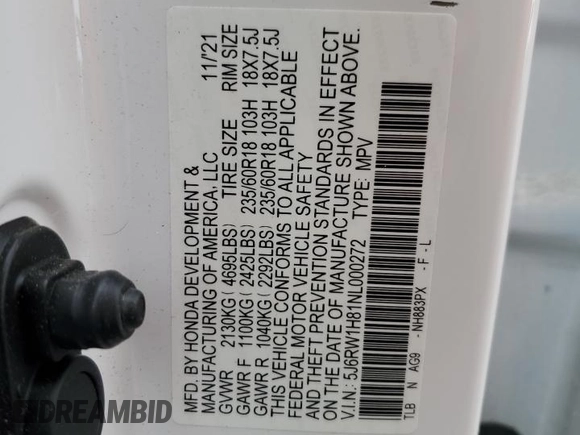 MFD. BY HONDA DEVELOPMENT &
MANUFACTURING OF AMERICA, LLC 11/'21
GVWR 2130KG(4695LBS) TIRE SIZE RIM SIZE
GAWR F 1100KG(2425LBS) 235/60R18 103H 18X7.5J
GAWR R 1040KG(2292LBS) 235/60R18 103H 18X7.5J
THIS VEHICLE CONFORMS TO ALL APPLICABLE
FEDERAL MOTOR VEHICLE SAFETY
AND THEFT PREVENTION STANDARDS IN EFFECT
ON THE DATE OF MANUFACTURE SHOWN ABOVE.
V.I.N.: 5J6RW1H81NL000272 TYPE: MPV
TLB N AG9 -NH883PX -F-L
DREAMBID